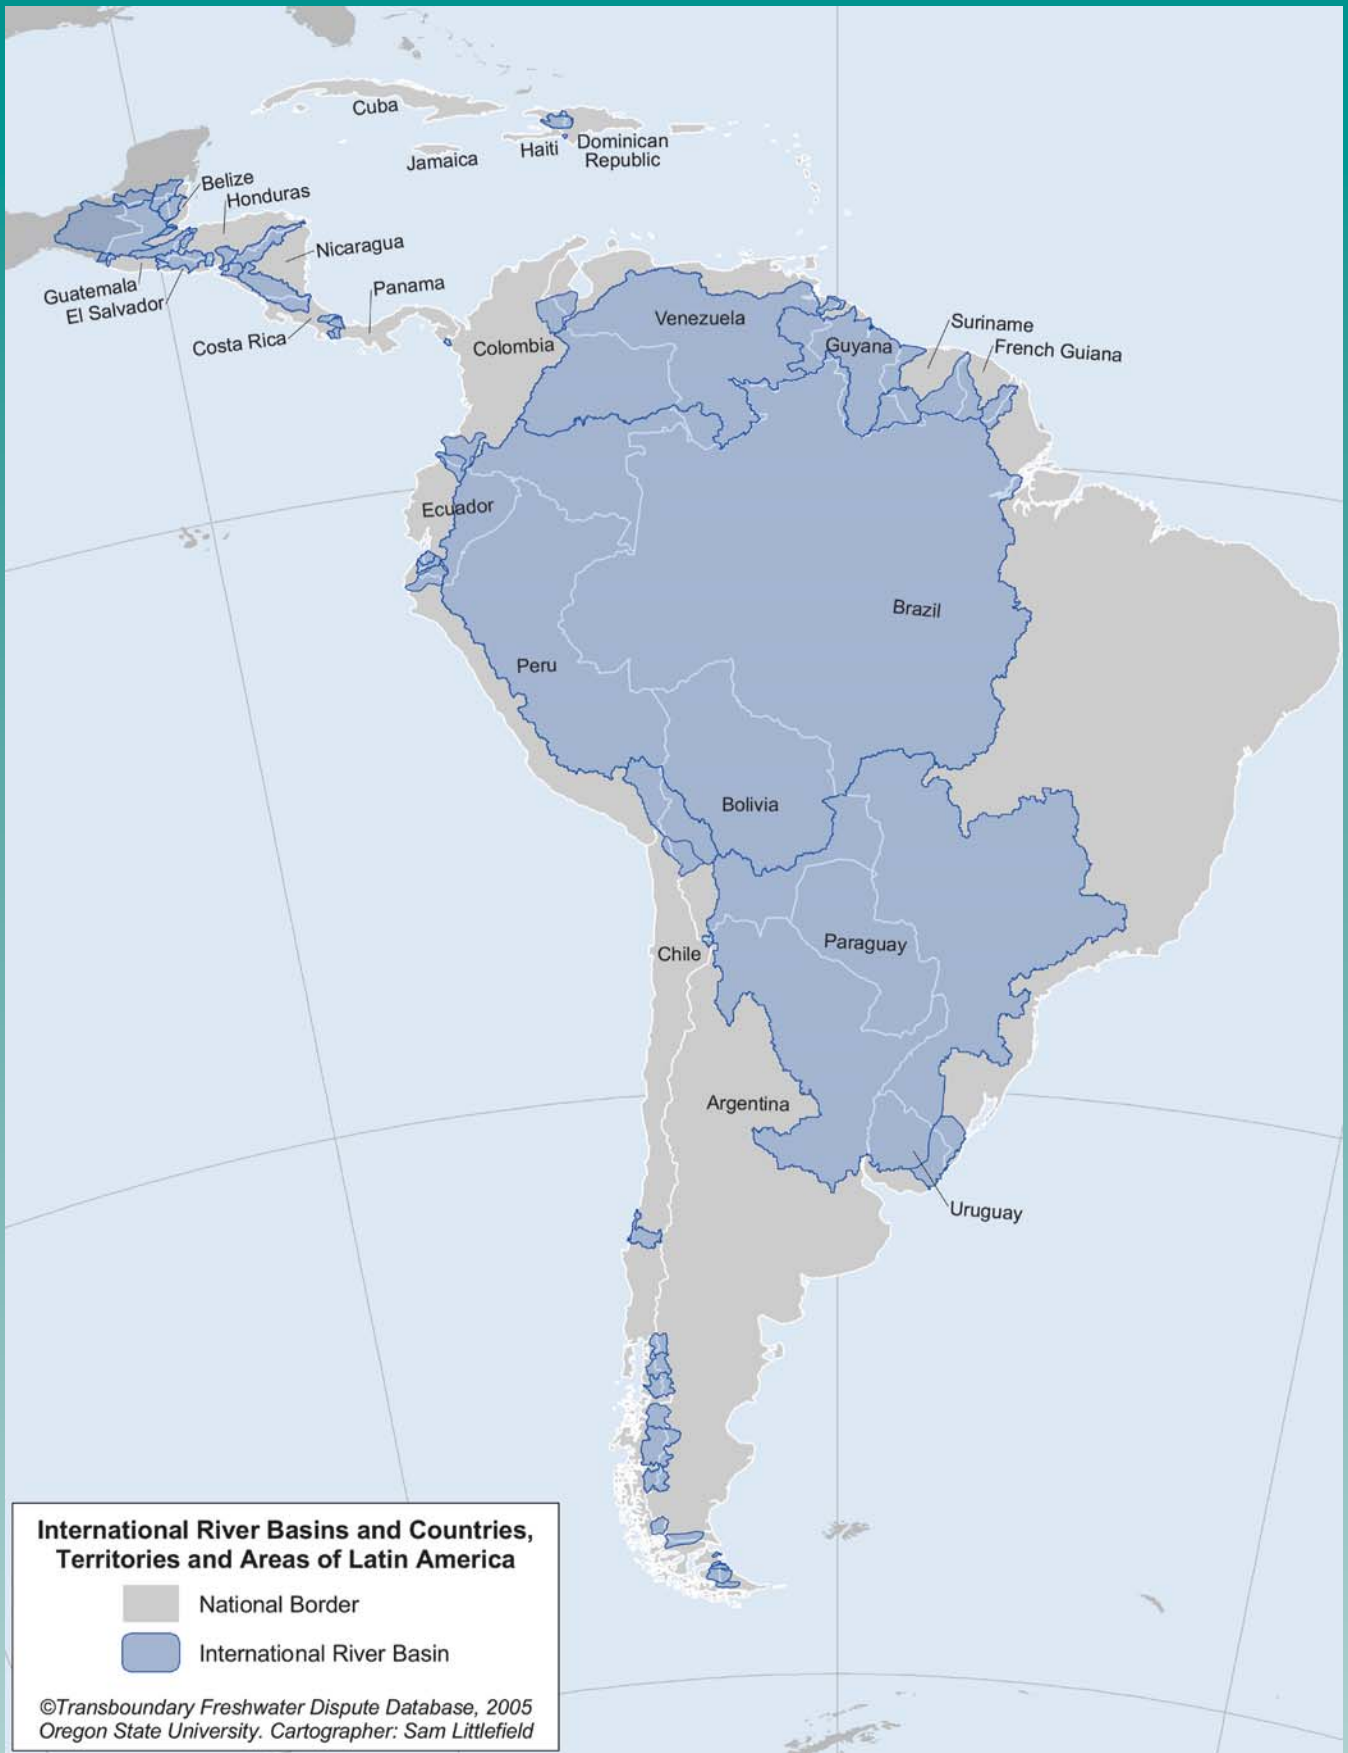 Cuba
Jamaica
Haiti
Dominican
Republic
Belize
Honduras
Nicaragua
Guatemala
El Salvador
Panama
Costa Rica
Colombia
Venezuela
Guyana
Suriname
French Guiana
Ecuador
Brazil
Peru
Bolivia
Paraguay
Chile
Argentina
Uruguay
International River Basins and Countries,
Territories and Areas of Latin America
National Border
International River Basin
©Transboundary Freshwater Dispute Database, 2005
Oregon State University. Cartographer: Sam Littlefield